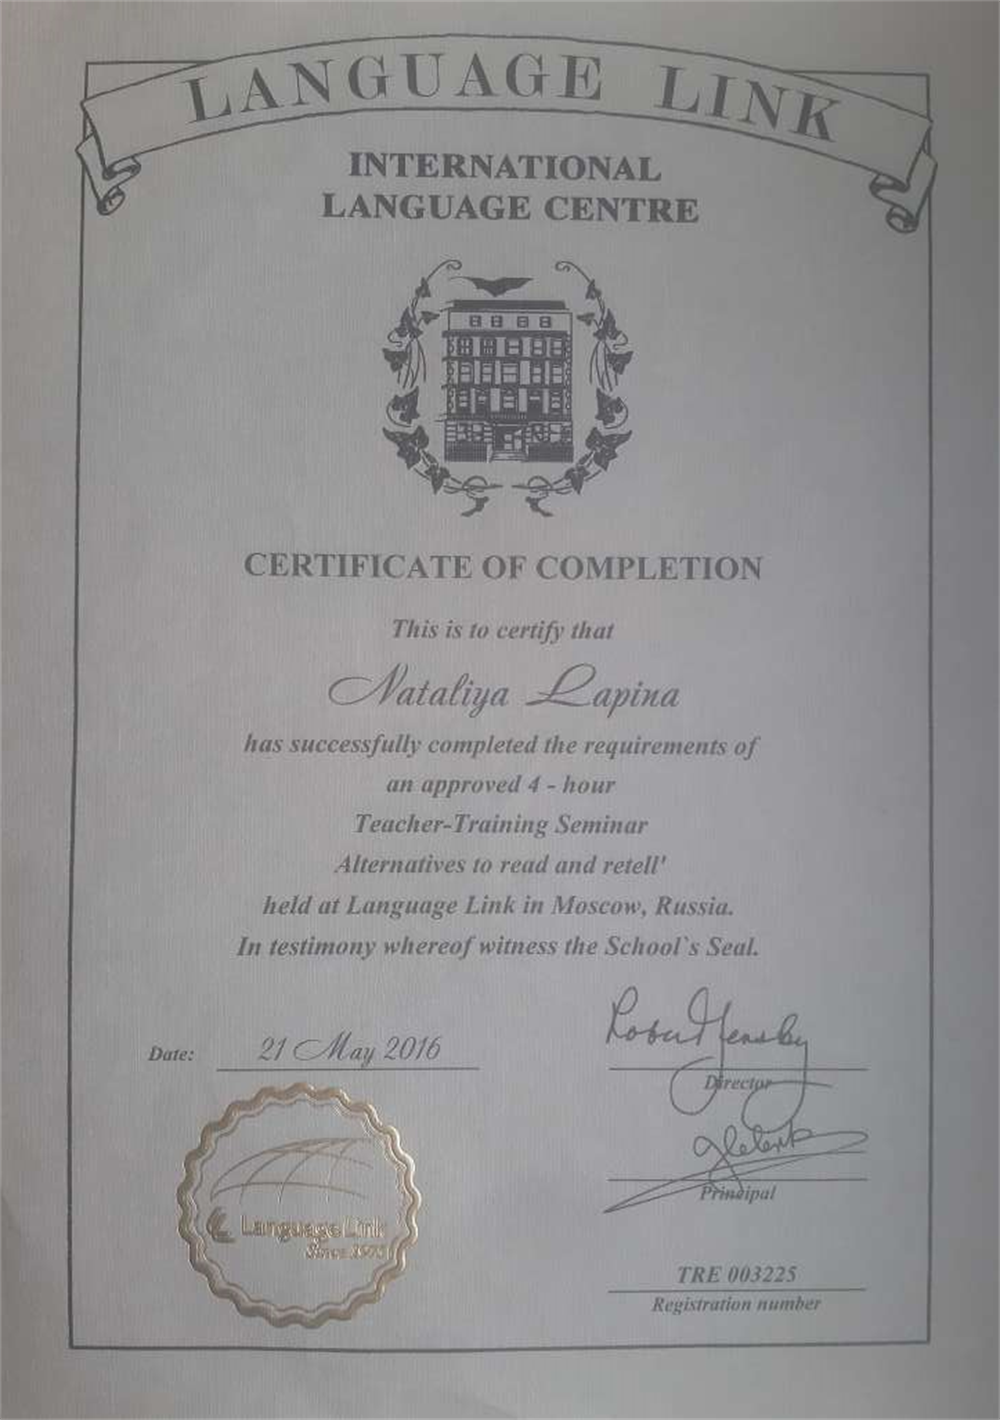 LANGUAGE LINK
INTERNATIONAL
LANGUAGE CENTRE
CERTIFICATE OF COMPLETION
This is to certify that
Nataliya Lapina
has successfully completed the requirements of
an approved 4 - hour
Teacher-Training Seminar
Alternatives to read and retell'
held at Language Link in Moscow, Russia.
In testimony whereof witness the School`s Seal.
Date: 21 May 2016
Director
Principal
Language Link
Since 1975
TRE 003225
Registration number